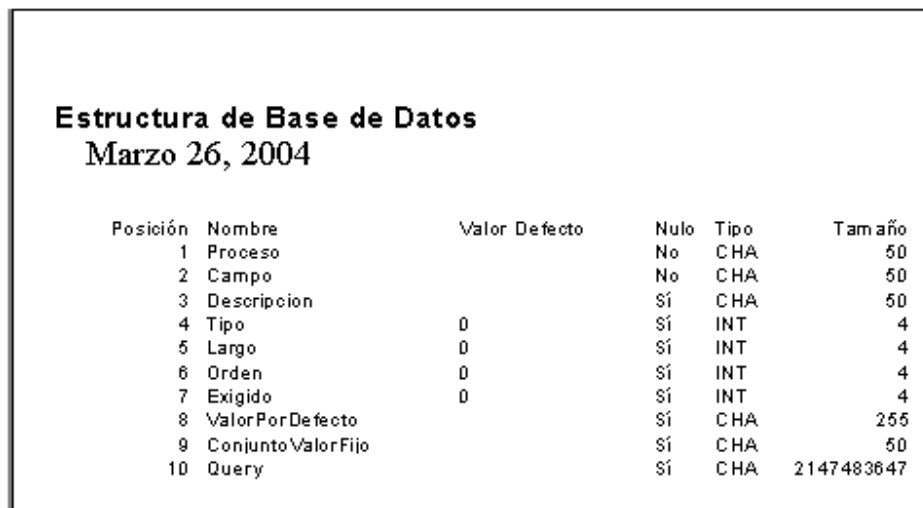 Estructura de Base de Datos
Marzo 26, 2004
Posición Nombre Valor Defecto Nulo Tipo Tamaño
1 Proceso No CHA 50
2 Campo No CHA 50
3 Descripcion Sí CHA 50
4 Tipo 0 Sí INT 4
5 Largo 0 Sí INT 4
6 Orden 0 Sí INT 4
7 Exigido 0 Sí INT 4
8 ValorPorDefecto Sí CHA 255
9 ConjuntoValorFijo Sí CHA 50
10 Query Sí CHA 2147483647